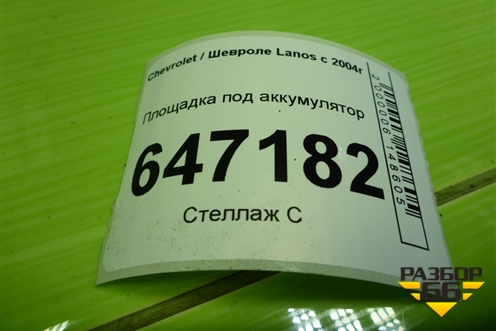 Chevrolet / Шевроле Lanos с 2004г
Площадка под аккумулятор
647182
Стеллаж С
2000006148605
РАЗБОР
66